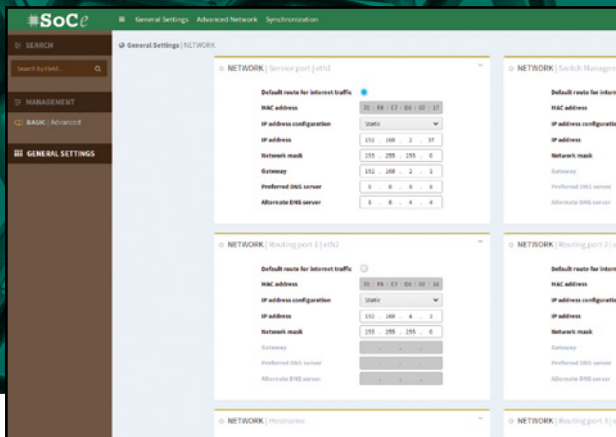 SoCe
General Settings Advanced Network Synchronization
SEARCH
Search by Field...
MANAGEMENT
BASIC | Advanced
GENERAL SETTINGS
General Settings | NETWORK
NETWORK | Service port | eth1
Default route for internet traffic
MAC address
IP address configuration Static
IP address 192 . 168 . 2 .
Network mask 255 . 255 . 255 . 0
Gateway 192 . 168 . 2 .
Preferred DNS server 8 . 8 . 8 . 8
Alternate DNS server 8 . 8 . 4 . 4
NETWORK | Routing port 1 | eth2
Default route for internet traffic
MAC address
IP address configuration Static
IP address 192 . 168 . 4 .
Network mask 255 . 255 . 255 . 0
Gateway
Preferred DNS server
Alternate DNS server
NETWORK | Hostname
NETWORK | Switch Manage
Default route for intern
MAC address
IP address configuratio
IP address
Network mask
Gateway
Preferred DNS server
Alternate DNS server
NETWORK | Routing port 2 |
Default route for intern
MAC address
IP address configuratio
IP address
Network mask
Gateway
Preferred DNS server
Alternate DNS server
NETWORK | Routing port 3 |